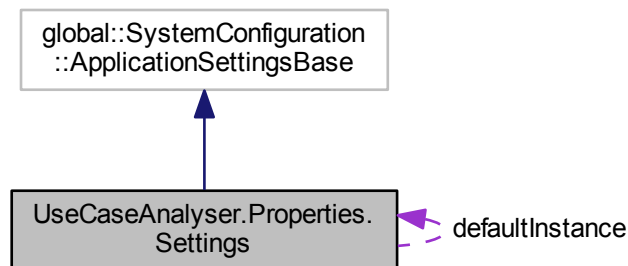 global::SystemConfiguration
::ApplicationSettingsBase
UseCaseAnalyser.Properties.
Settings
defaultInstance